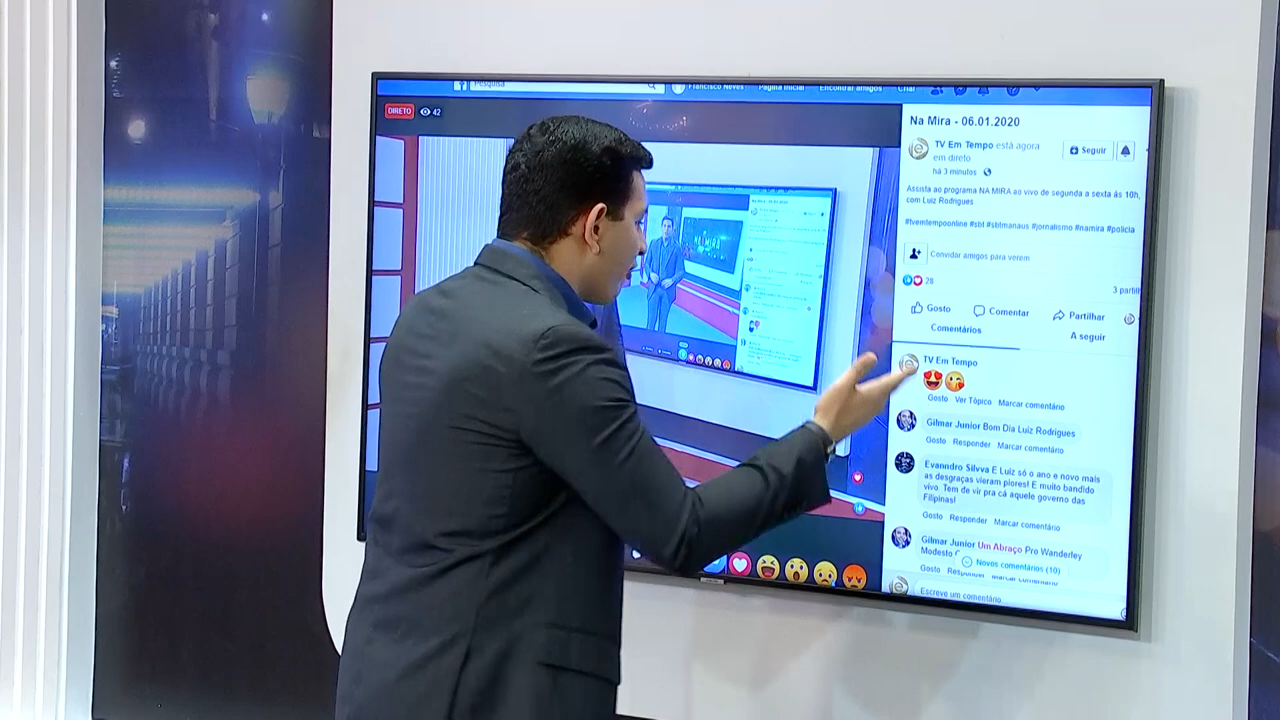 Pesquisa
Francisco Neves
Página Inicial
Encontrar amigos
Criar
DIRETO
42
Na Mira - 06.01.2020
TV Em Tempo está agora
em direto
há 3 minutos
Seguir
Assista ao programa NA MIRA ao vivo de segunda a sexta às 10h,
com Luiz Rodrigues
#tvemtempoonline #sbt #sbtmanaus #jornalismo #namira #policia
Convidar amigos para verem
28
3 partilh
Gosto
Comentar
Partilhar
Comentários
A seguir
TV Em Tempo
Gosto Ver Tópico Marcar comentário
Gilmar Junior Bom Dia Luiz Rodrigues
Gosto Responder Marcar comentário
Evanndro Silvva E Luiz só o ano e novo mais
as desgraças vieram piores! E muito bandido
vivo. Tem de vir pra cá aquele governo das
Filipinas!
Gosto Responder Marcar comentário
Gilmar Junior Um Abraço Pro Wanderley
Modesto
Novos comentários (10)
Gosto Responder Marcar comentário
Escreve um comentário